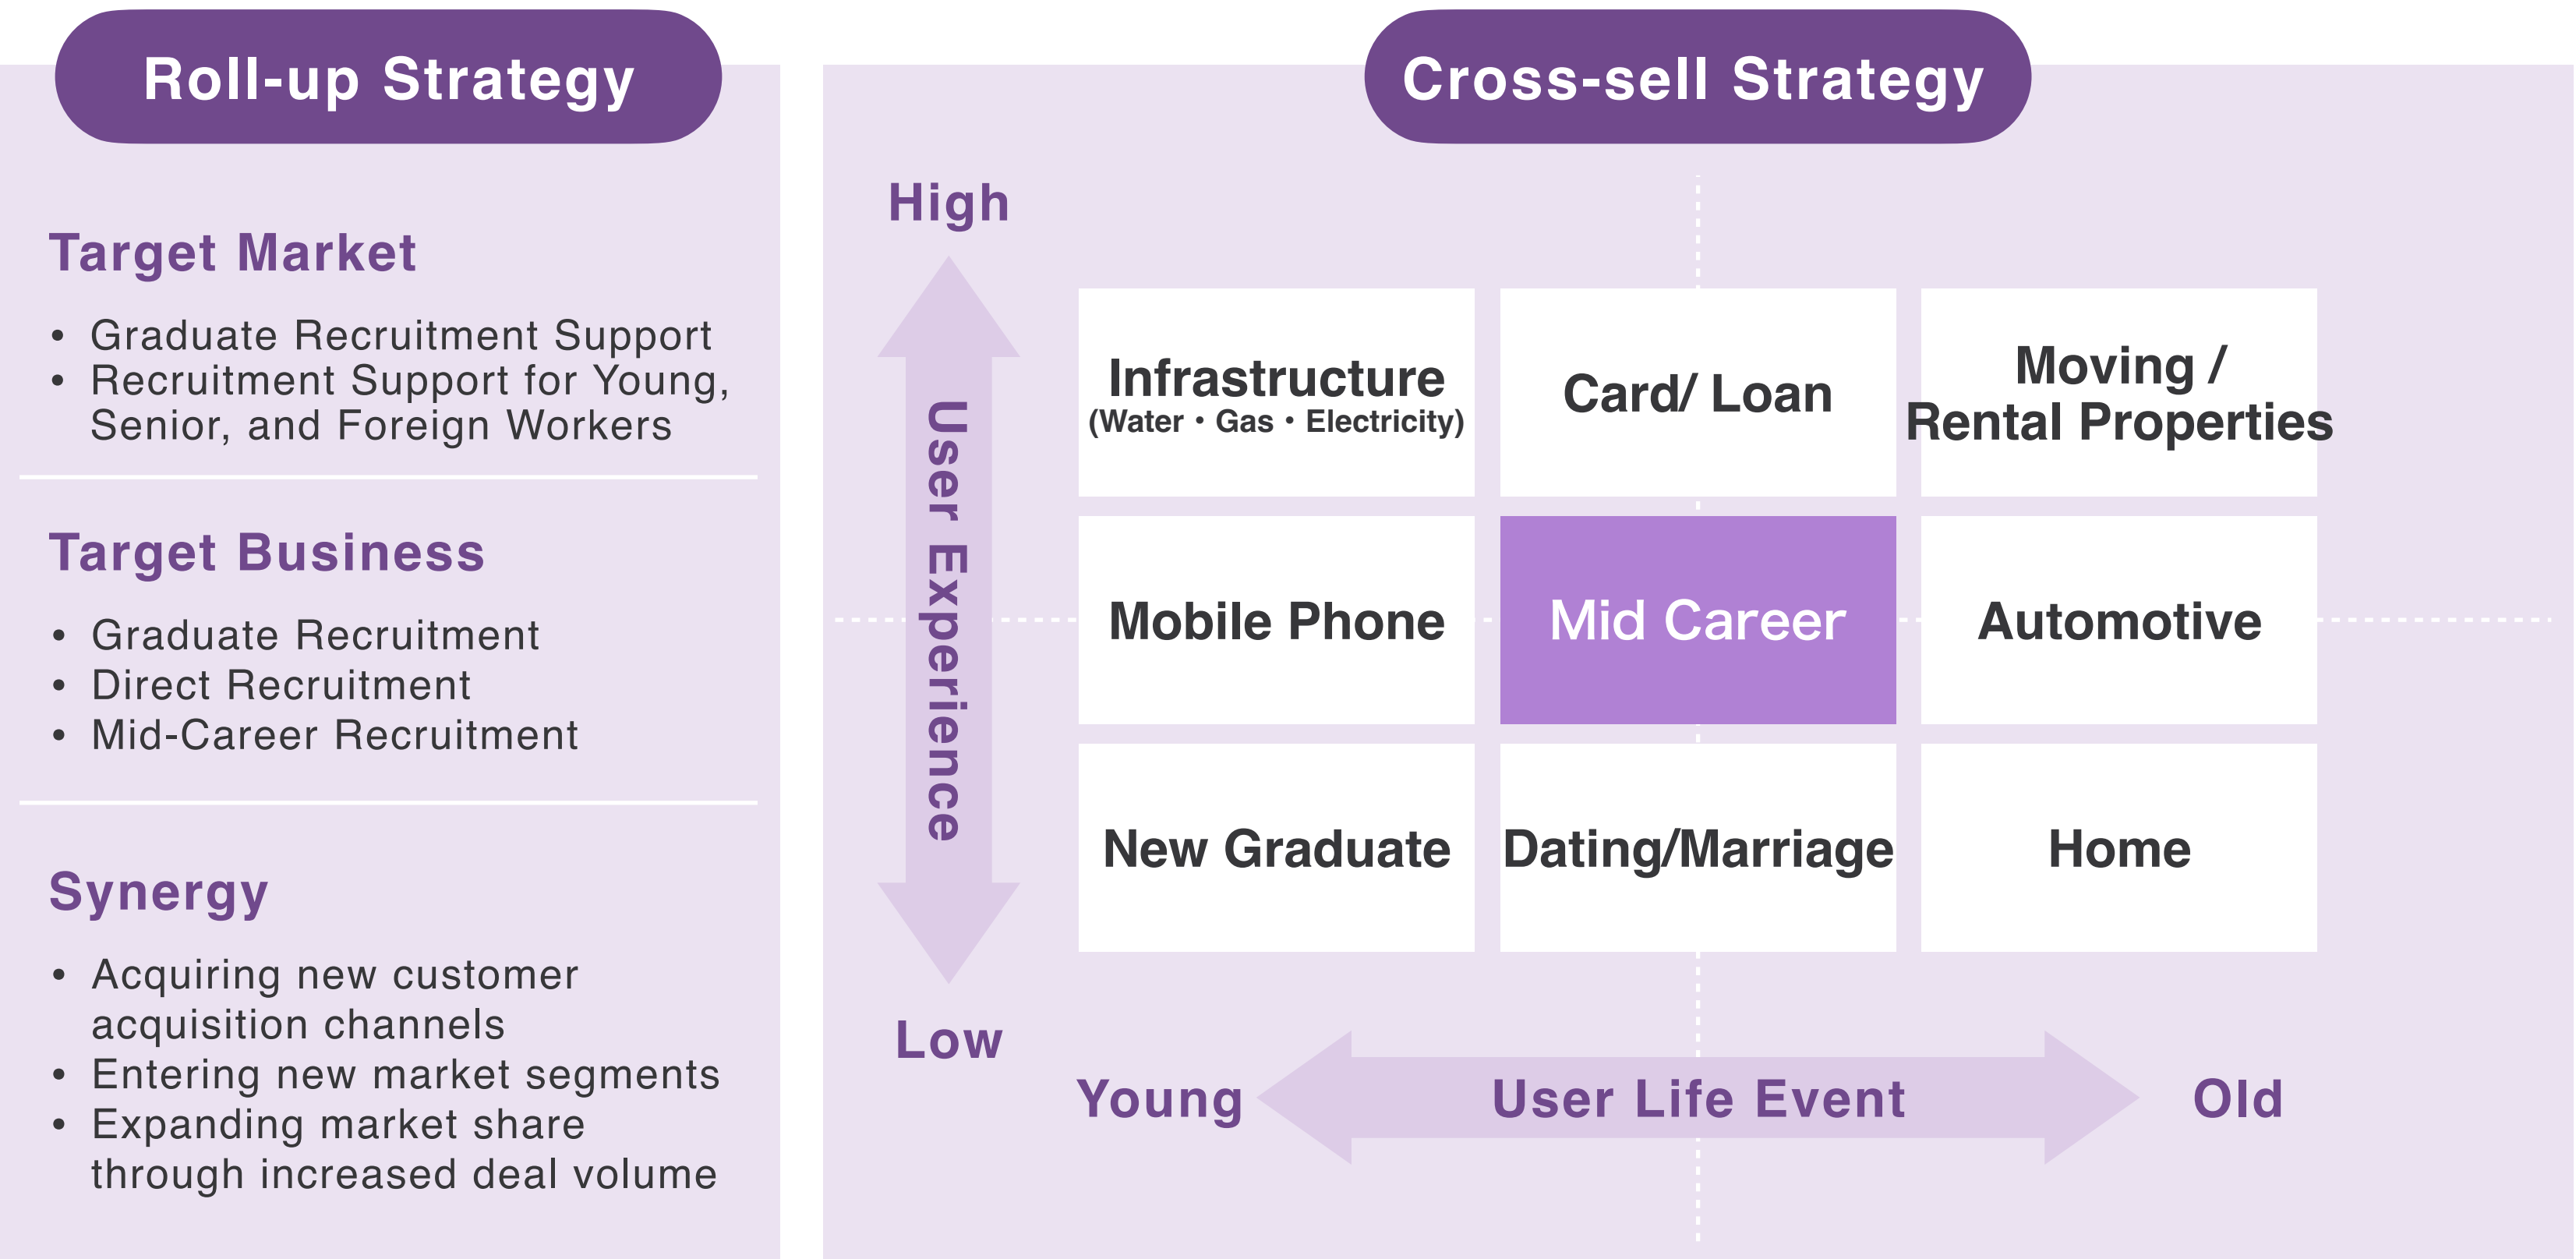 Roll-up Strategy
Target Market
• Graduate Recruitment Support
• Recruitment Support for Young,
Senior, and Foreign Workers
Target Business
• Graduate Recruitment
• Direct Recruitment
• Mid-Career Recruitment
Synergy
• Acquiring new customer
acquisition channels
• Entering new market segments
• Expanding market share
through increased deal volume
Cross-sell Strategy
High
User Experience
Low
Infrastructure
(Water・Gas・Electricity)
Card/ Loan
Moving /
Rental Properties
Mobile Phone
Mid Career
Automotive
New Graduate
Dating/Marriage
Home
Young
User Life Event
Old